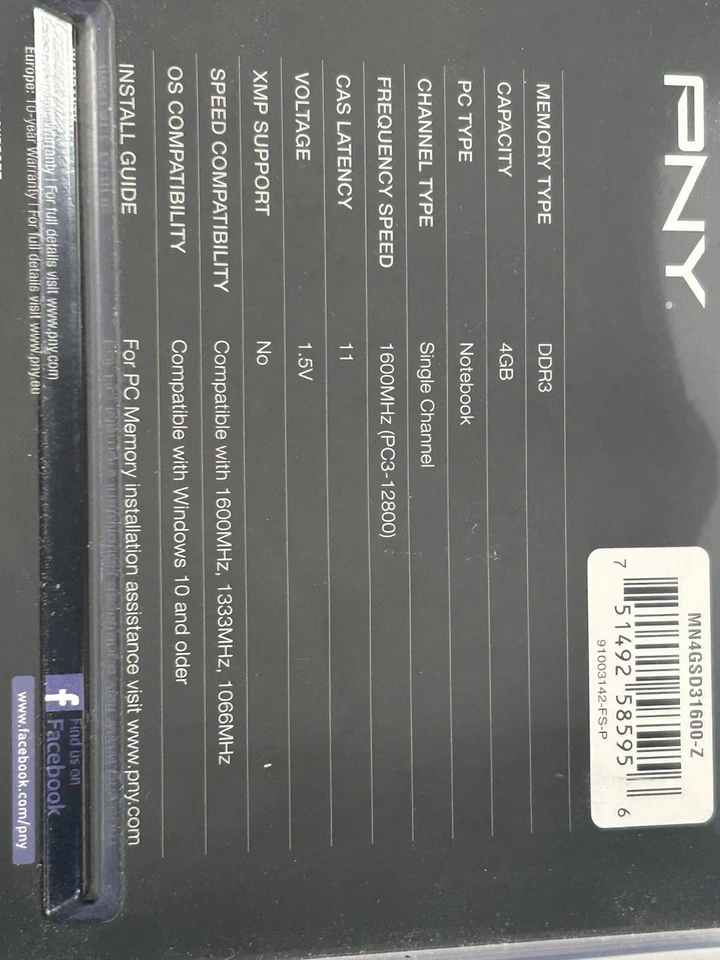 PNY®
MN4GSD31600-Z
7 51492 58595 6
91003142-FS-P
MEMORY TYPE DDR3
CAPACITY 4GB
PC TYPE Notebook
CHANNEL TYPE Single Channel
FREQUENCY SPEED 1600MHz (PC3-12800)
CAS LATENCY 11
VOLTAGE 1.5V
XMP SUPPORT No
SPEED COMPATIBILITY Compatible with 1600MHz, 1333MHz, 1066MHz
OS COMPATIBILITY Compatible with Windows 10 and older
INSTALL GUIDE For PC Memory installation assistance visit www.pny.com
Warranty | For full details visit www.pny.com
Europe: 10-year Warranty | For full details visit www.pny.eu
Find us on
f Facebook
www.facebook.com/pny